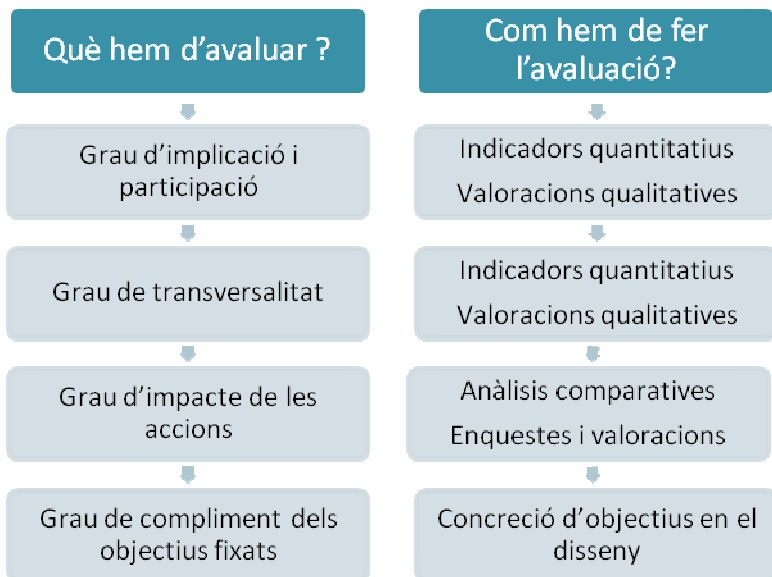 Què hem d'avaluar ?
Grau d'implicació i
participació
Grau de transversalitat
Grau d'impacte de les
accions
Grau de compliment dels
objectius fixats
Com hem de fer
l'avaluació?
Indicadors quantitatius
Valoracions qualitatives
Indicadors quantitatius
Valoracions qualitatives
Anàlisis comparatives
Enquestes i valoracions
Concreció d'objectius en el
disseny